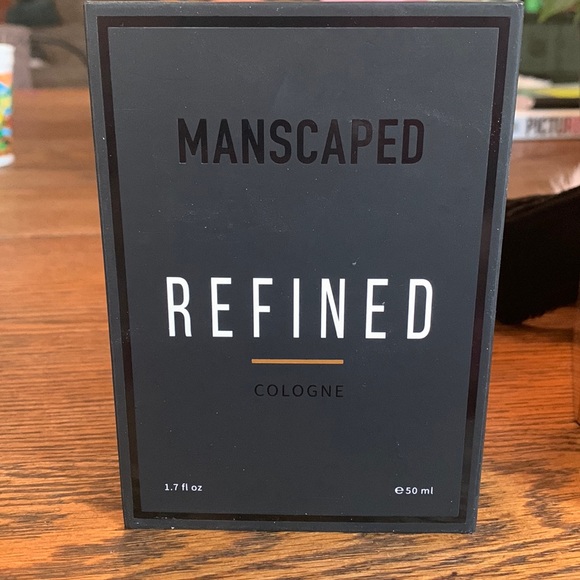 MANSCAPED
REFINED
COLOGNE
1.7 fl oz
℮50 ml